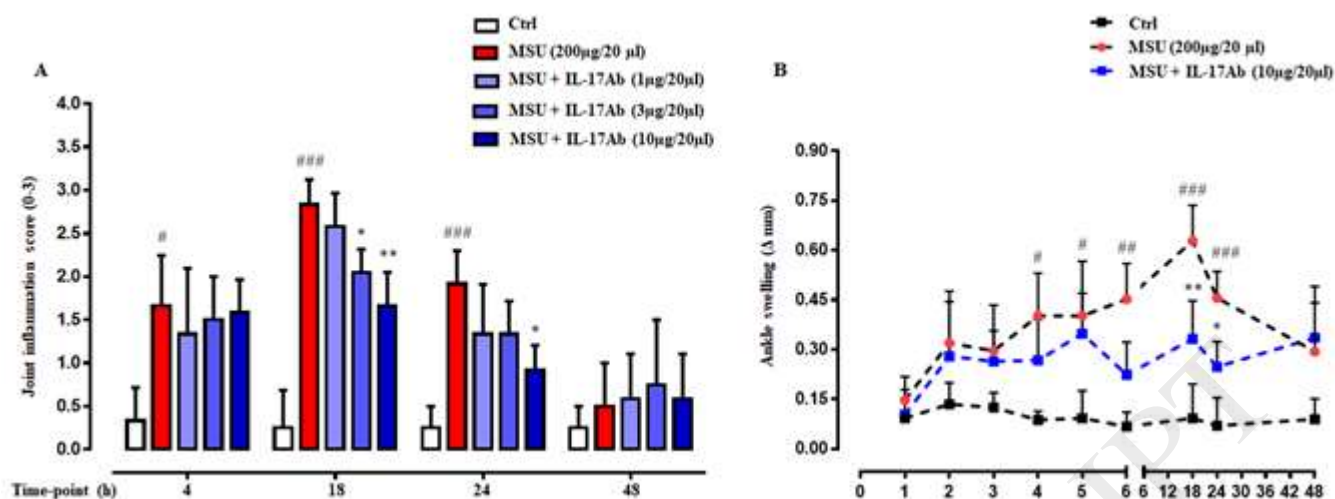 A
Ctrl
MSU (200µg/20 µl)
MSU + IL-17Ab (1µg/20µl)
MSU + IL-17Ab (3µg/20µl)
MSU + IL-17Ab (10µg/20µl)
Joint inflammation score (0-3)
4.0
3.5
3.0
2.5
2.0
1.5
1.0
0.5
0.0
#
###
*
**
###
*
Time-point (h)
4
18
24
48
B
Ctrl
MSU (200µg/20 µl)
MSU + IL-17Ab (10µg/20µl)
Ankle swelling (Δ mm)
0.90
0.75
0.60
0.45
0.30
0.15
0.00
#
#
##
###
###
**
*
0 1 2 3 4 5 6 6 12 18 24 30 36 42 48
IPT